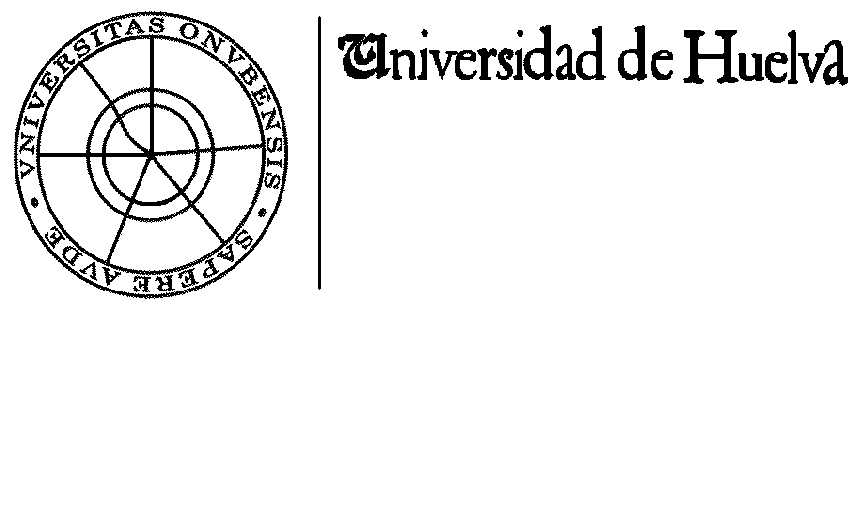 VNIVERSITAS ONVBENSIS • SAPERE AVDE •
Universidad de Huelva